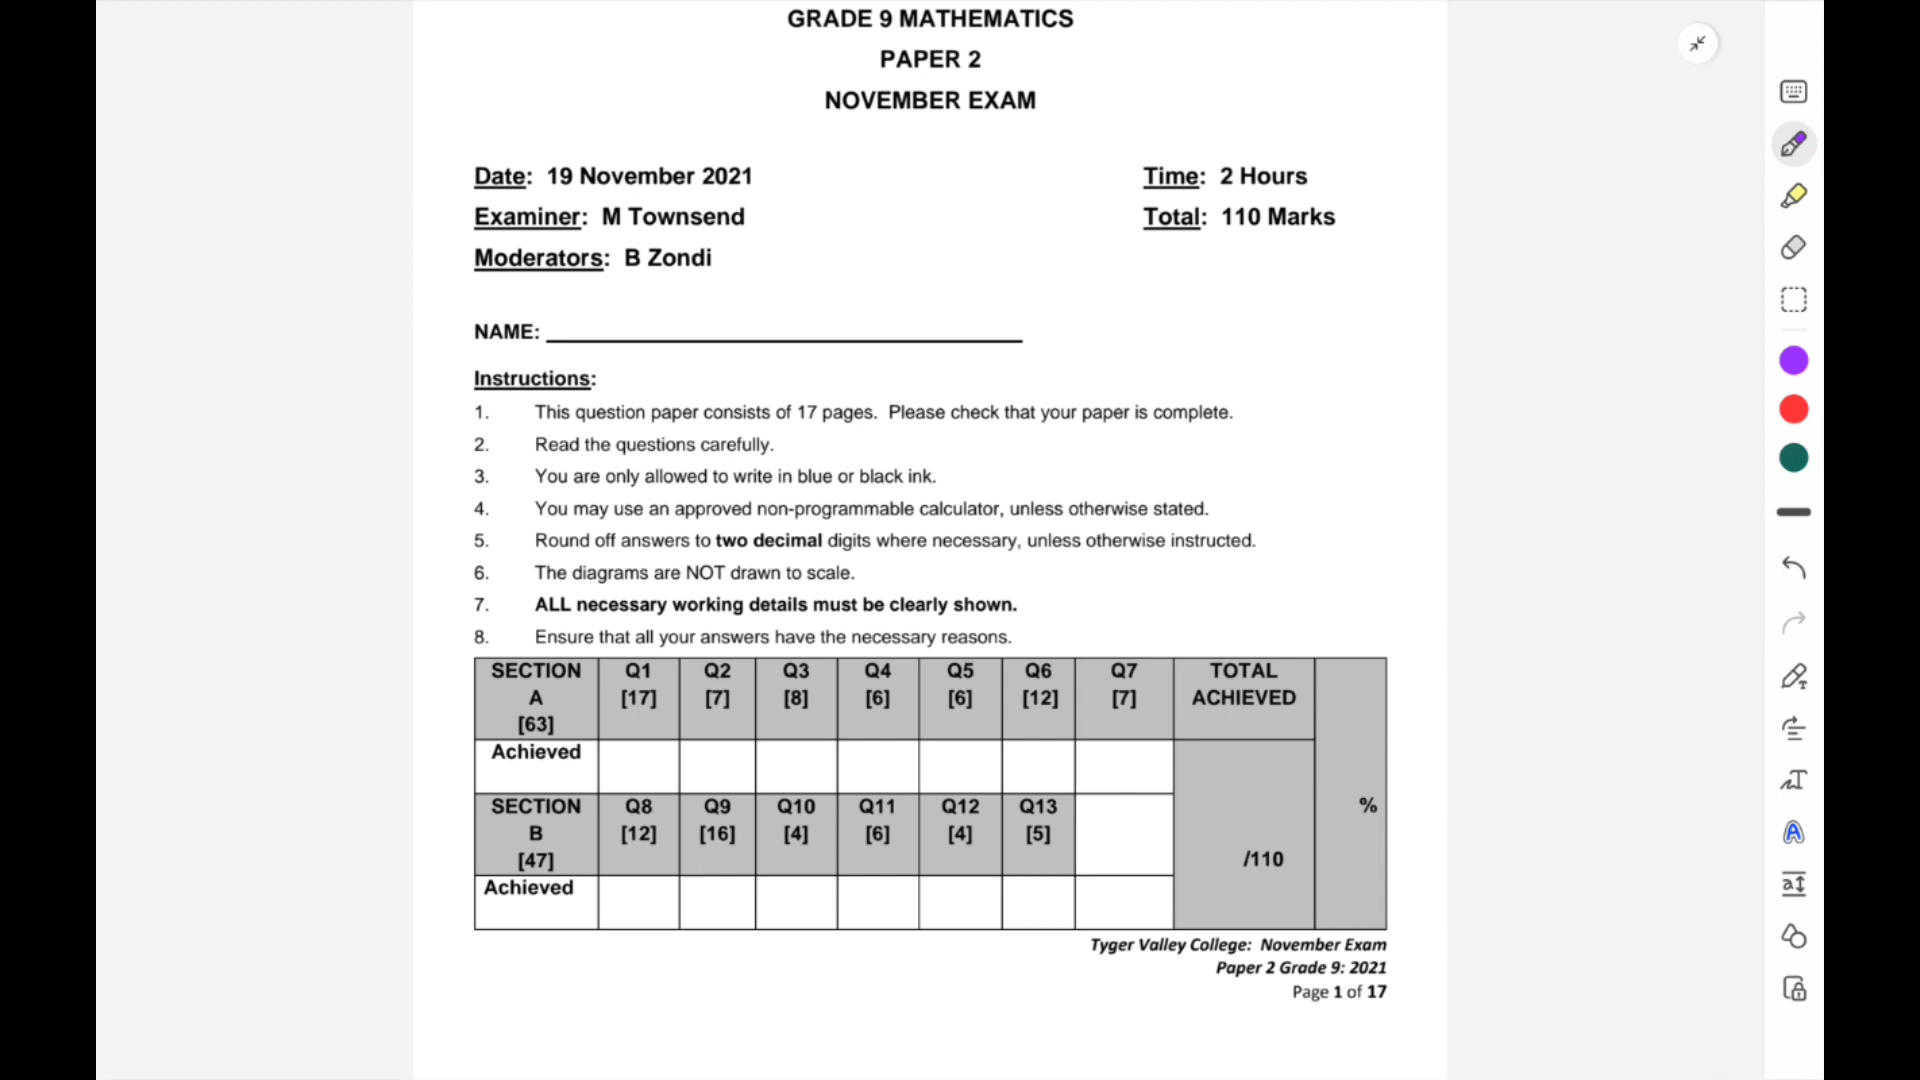 GRADE 9 MATHEMATICS
PAPER 2
NOVEMBER EXAM
Date: 19 November 2021 Time: 2 Hours
Examiner: M Townsend Total: 110 Marks
Moderators: B Zondi
NAME:
Instructions:
1. This question paper consists of 17 pages. Please check that your paper is complete.
2. Read the questions carefully.
3. You are only allowed to write in blue or black ink.
4. You may use an approved non-programmable calculator, unless otherwise stated.
5. Round off answers to two decimal digits where necessary, unless otherwise instructed.
6. The diagrams are NOT drawn to scale.
7. ALL necessary working details must be clearly shown.
8. Ensure that all your answers have the necessary reasons.
SECTION Q1 Q2 Q3 Q4 Q5 Q6 Q7 TOTAL
A [17] [7] [8] [6] [6] [12] [7] ACHIEVED
[63]
Achieved
SECTION Q8 Q9 Q10 Q11 Q12 Q13 %
B [12] [16] [4] [6] [4] [5]
[47] /110
Achieved
Tyger Valley College: November Exam
Paper 2 Grade 9: 2021
Page 1 of 17